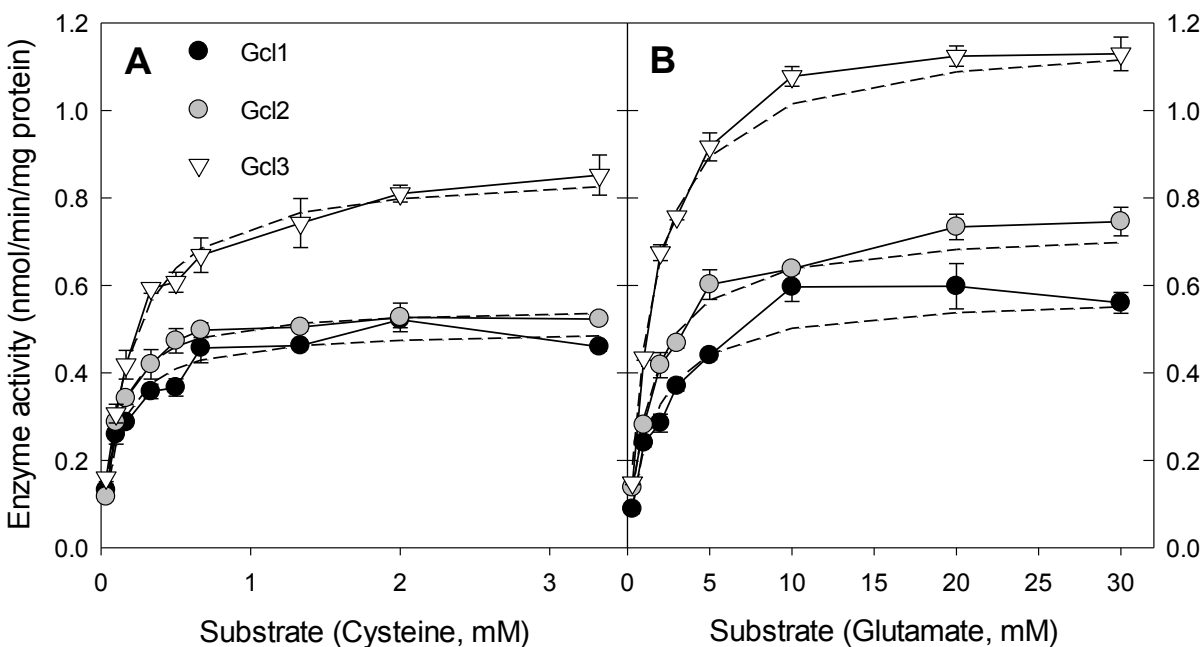 Enzyme activity (nmol/min/mg protein)
1.2
1.0
0.8
0.6
0.4
0.2
0.0
A
Gcl1
Gcl2
Gcl3
0 1 2 3
Substrate (Cysteine, mM)
B
1.2
1.0
0.8
0.6
0.4
0.2
0.0
0 5 10 15 20 25 30
Substrate (Glutamate, mM)